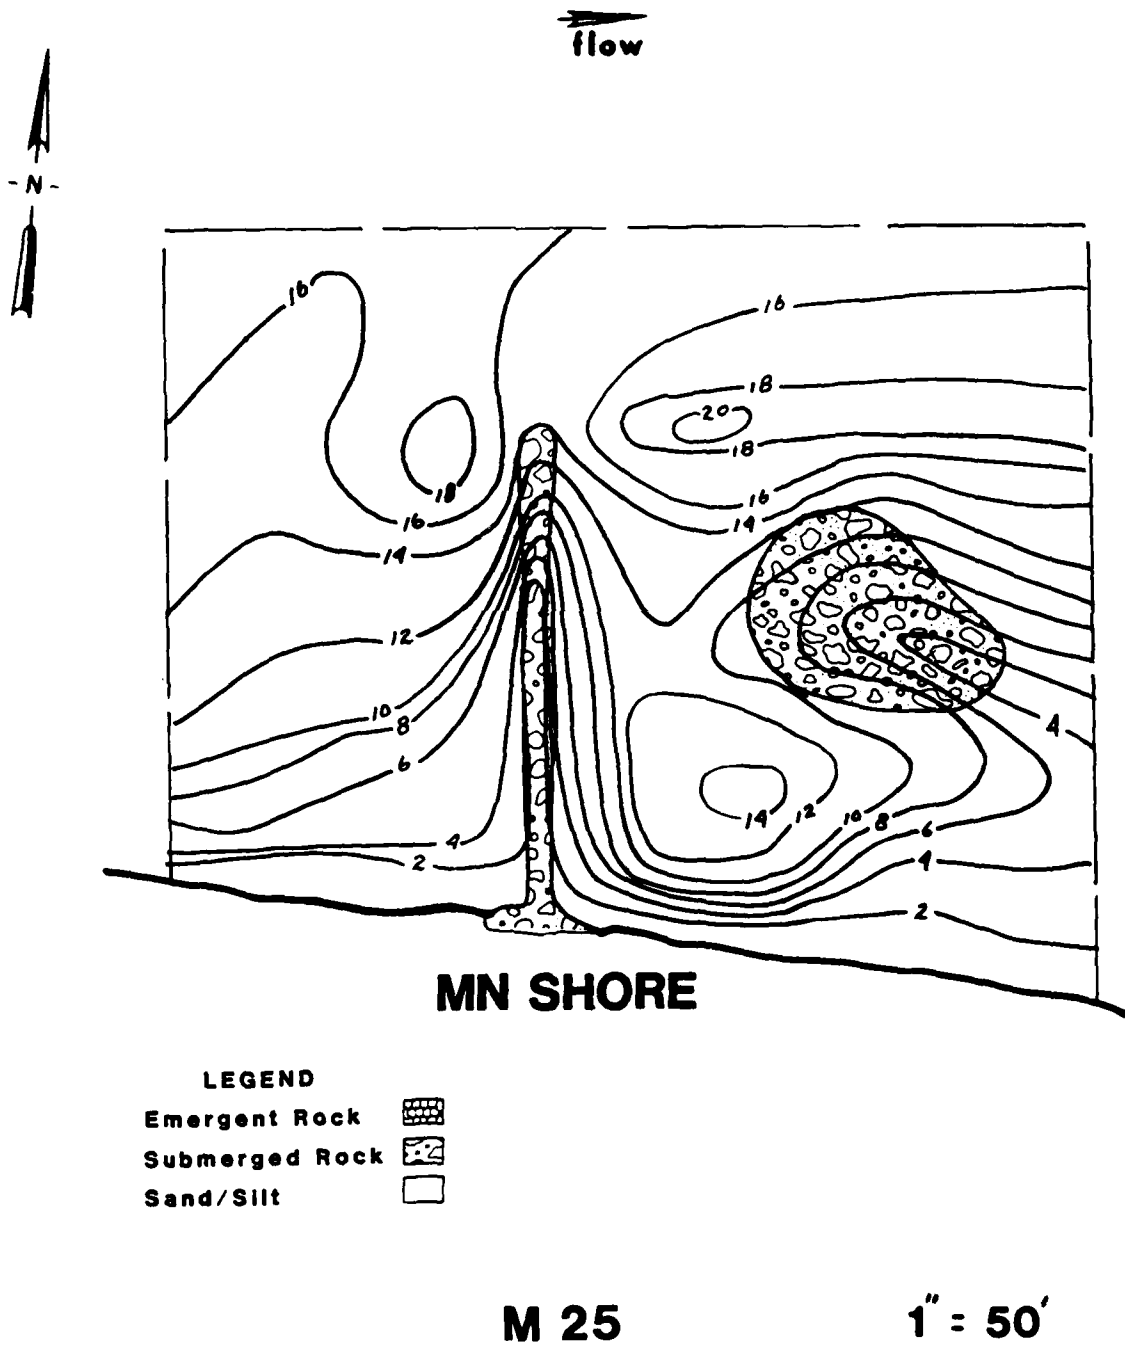 flow
- N -
16
16
18
20
18
18
16
16
14
14
12
10
8
4
6
14
12
10
8
6
4
4
2
2
MN SHORE
LEGEND
Emergent Rock
Submerged Rock
Sand/Silt
M 25
1" = 50'